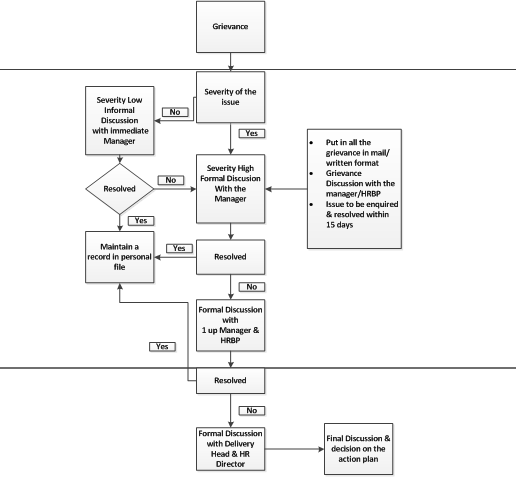 Grievance
Severity of the
issue
No
Severity Low
Informal
Discussion
with immediate
Manager
Yes
Severity High
Formal Discusion
With the
Manager
• Put in all the
grievance in mail/
written format
• Grievance
Discussion with the
manager/HRBP
• Issue to be enquired
& resolved within
15 days
Resolved
No
Yes
Maintain a
record in personal
file
Yes
Resolved
No
Formal Discussion
with
1 up Manager &
HRBP
Yes
Resolved
No
Formal Discussion
with Delivery
Head & HR
Director
Final Discussion &
decision on the
action plan